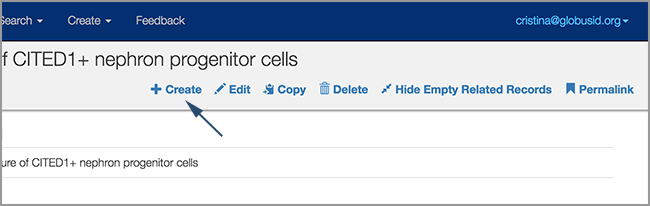 Search Create Feedback cristina@globusid.org
of CITED1+ nephron progenitor cells
Create Edit Copy Delete Hide Empty Related Records Permalink
ure of CITED1+ nephron progenitor cells